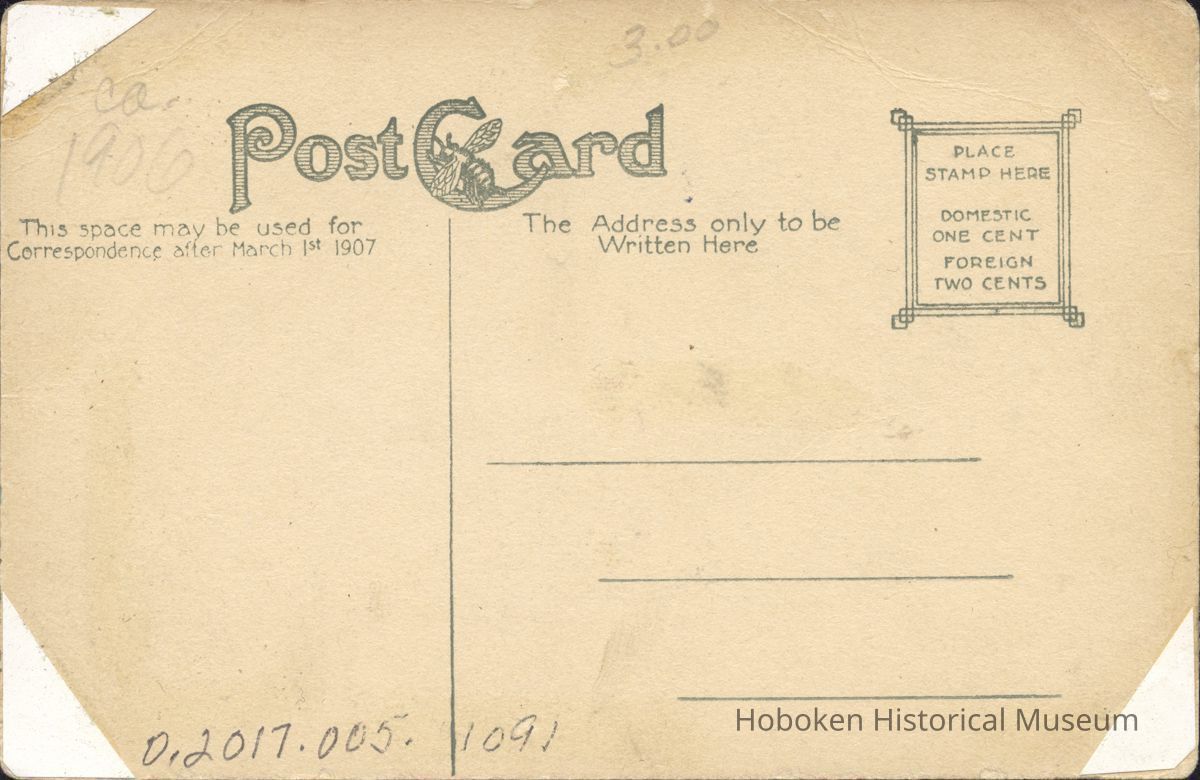 3.00
ca.
1906
Post Card
This space may be used for
Correspondence after March 1st 1907
The Address only to be
Written Here
PLACE
STAMP HERE
DOMESTIC
ONE CENT
FOREIGN
TWO CENTS
0.2017.005.1091
Hoboken Historical Museum